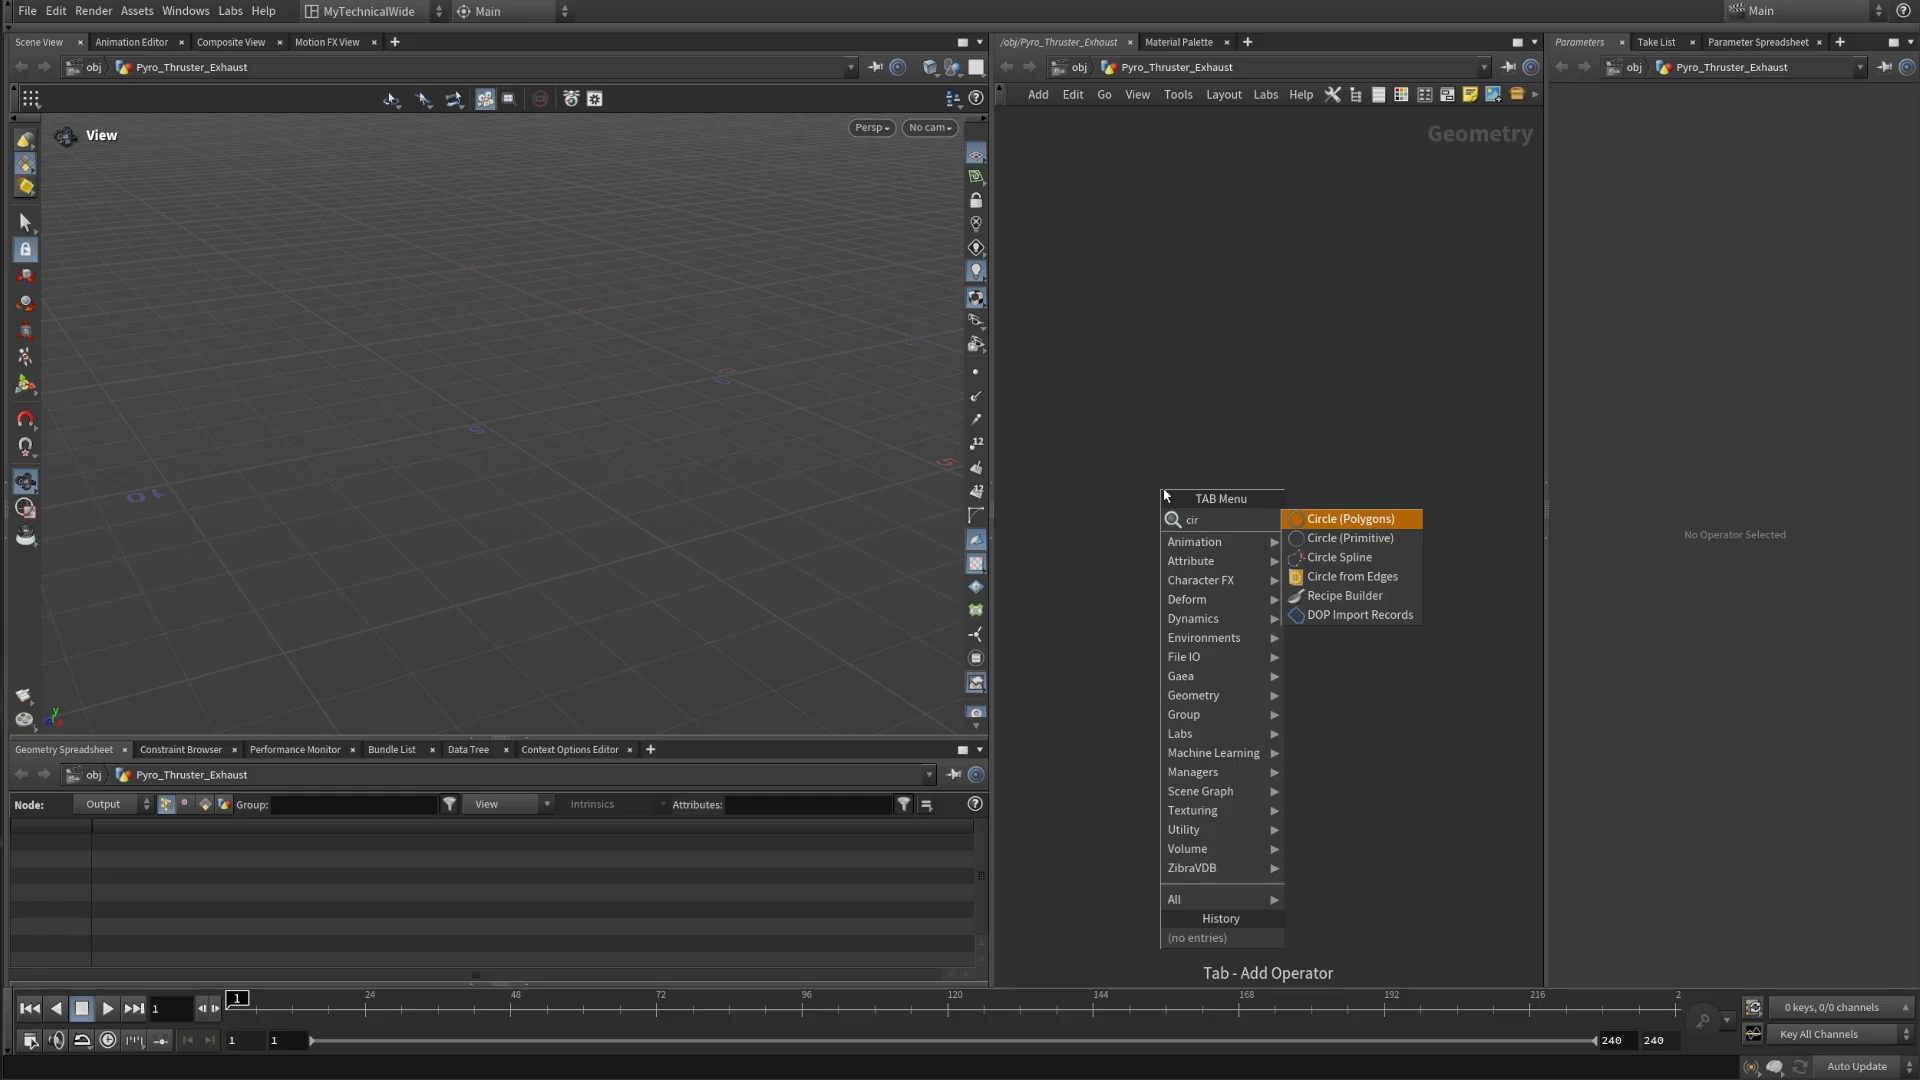 File Edit Render Assets Windows Labs Help MyTechnicalWide Main Main
Scene View Animation Editor Composite View Motion FX View
obj Pyro_Thruster_Exhaust
View
Persp No cam
12
12
0
0
5
5
10
y
/obj/Pyro_Thruster_Exhaust Material Palette
obj Pyro_Thruster_Exhaust
Add Edit Go View Tools Layout Labs Help
Geometry
TAB Menu
cir
Animation
Attribute
Character FX
Deform
Dynamics
Environments
File IO
Gaea
Geometry
Group
Labs
Machine Learning
Managers
Scene Graph
Texturing
Utility
Volume
ZibraVDB
All
History
(no entries)
Circle (Polygons)
Circle (Primitive)
Circle Spline
Circle from Edges
Recipe Builder
DOP Import Records
Tab - Add Operator
Parameters Take List Parameter Spreadsheet
obj Pyro_Thruster_Exhaust
No Operator Selected
Geometry Spreadsheet Constraint Browser Performance Monitor Bundle List Data Tree Context Options Editor
obj Pyro_Thruster_Exhaust
Node: Output Group: View Intrinsics Attributes:
1 1 24 48 72 96 120 144 168 192 216 2
0 keys, 0/0 channels
1 1 240 240
Key All Channels
Auto Update